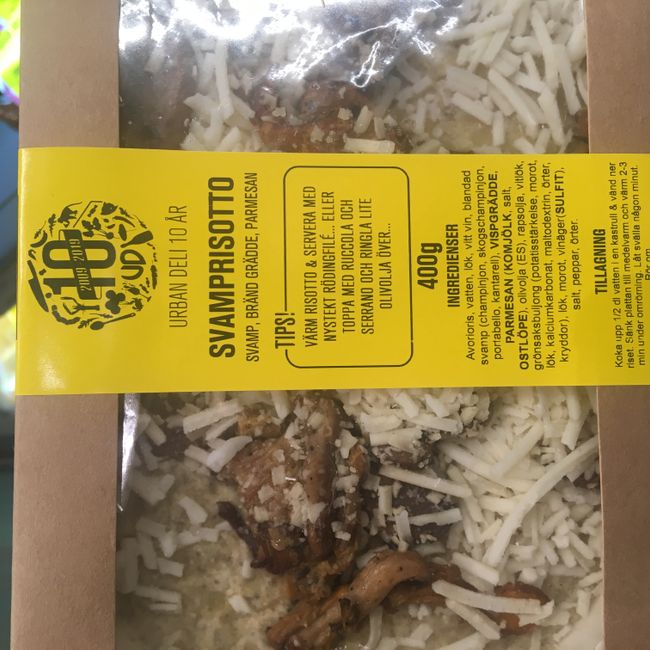 10
2009-2019
UD
URBAN DELI 10 ÅR
SVAMPRISOTTO
SVAMP, BRÄND GRÄDDE, PARMESAN
TIPS!
VÄRM RISOTTO & SERVERA MED
NYSTEKT RÖDINGFILÉ... ELLER
TOPPA MED RUCCOLA OCH
SERRANO OCH RINGLA LITE
OLIVOLJA ÖVER...
400g
INGREDIENSER
Avorioris, vatten, lök, vitt vin, blandad
svamp (champinjon, skogschampinjon,
portabello, kantarell), VISPGRÄDDE,
PARMESAN (KOMJÖLK, salt,
OSTLÖPE), olivolja (ES), rapsolja, vitlök,
grönsaksbuljong (potatisstärkelse, morot,
lök, kalciumkarbonat, maltodextrin, örter,
kryddor), lök, morot, vinäger(SULFIT),
salt, peppar, örter.
TILLAGNING
Koka upp 1/2 dl vatten i en kastrull & vänd ner
riset. Sänk plattan till medelvarm och värm 2-3
min under omrörning. Låt svälla någon minut.